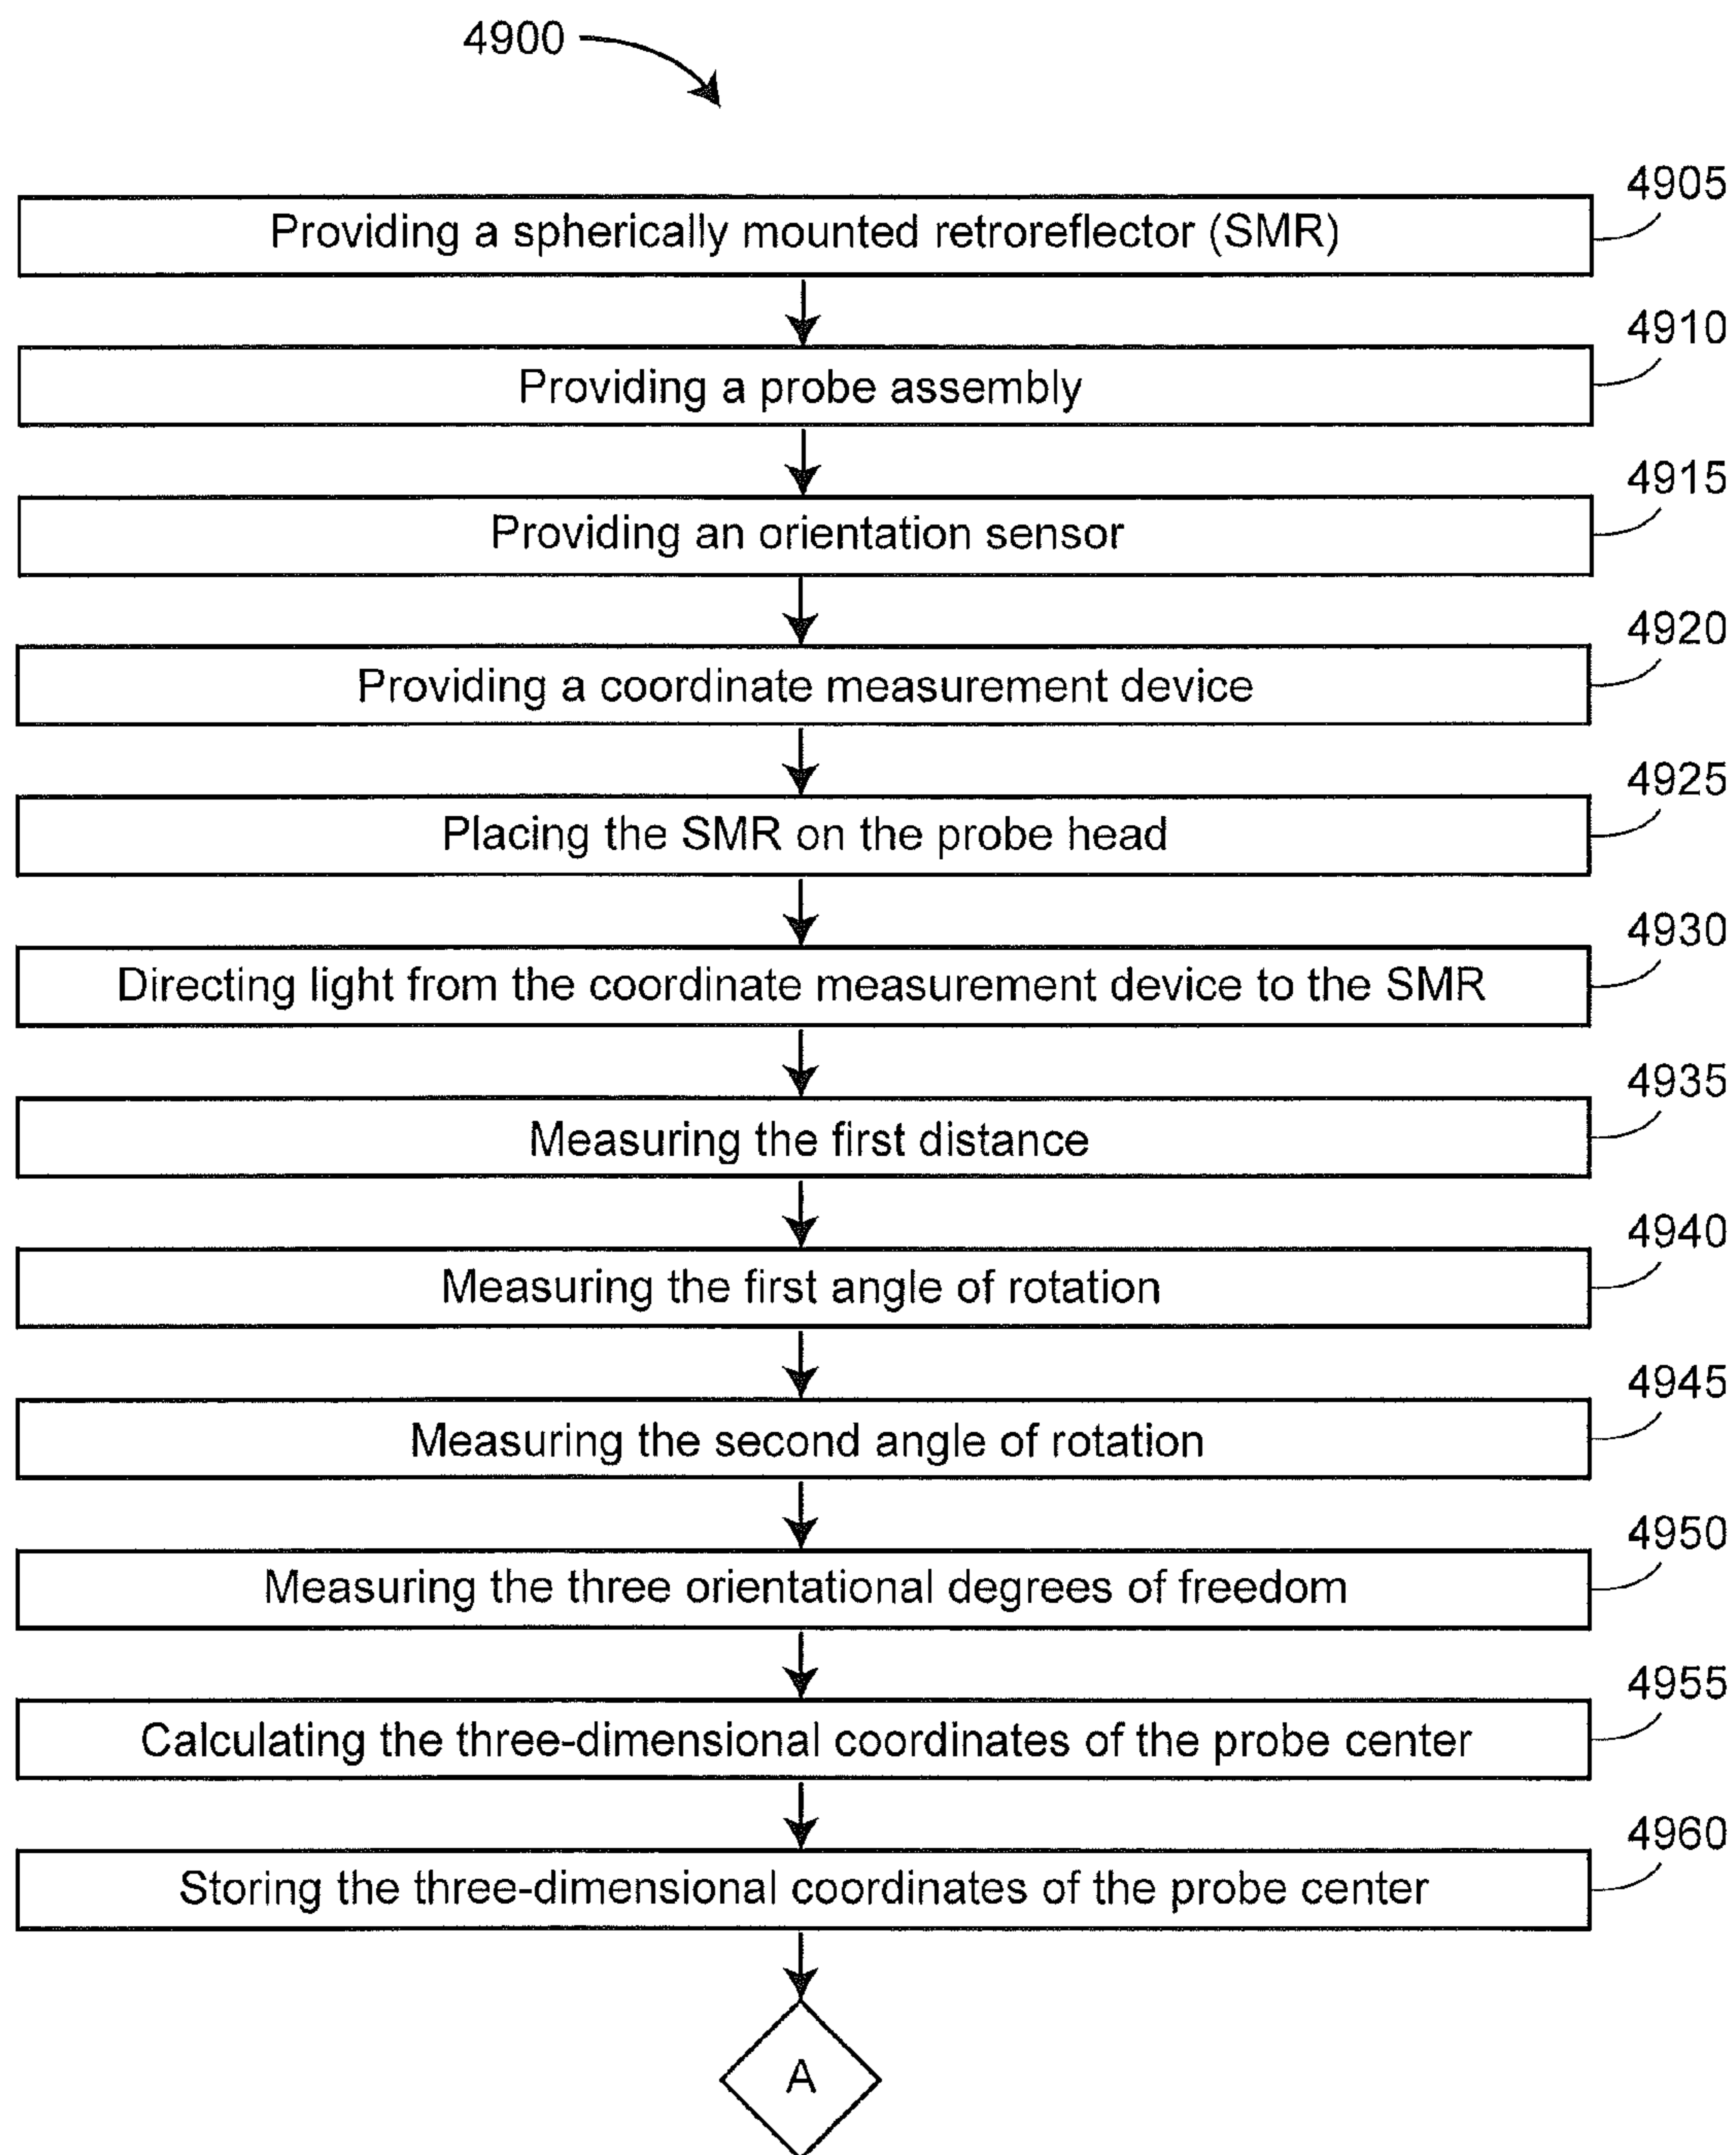 4900
4905
Providing a spherically mounted retroreflector (SMR)
4910
Providing a probe assembly
4915
Providing an orientation sensor
4920
Providing a coordinate measurement device
4925
Placing the SMR on the probe head
4930
Directing light from the coordinate measurement device to the SMR
4935
Measuring the first distance
4940
Measuring the first angle of rotation
4945
Measuring the second angle of rotation
4950
Measuring the three orientational degrees of freedom
4955
Calculating the three-dimensional coordinates of the probe center
4960
Storing the three-dimensional coordinates of the probe center
A